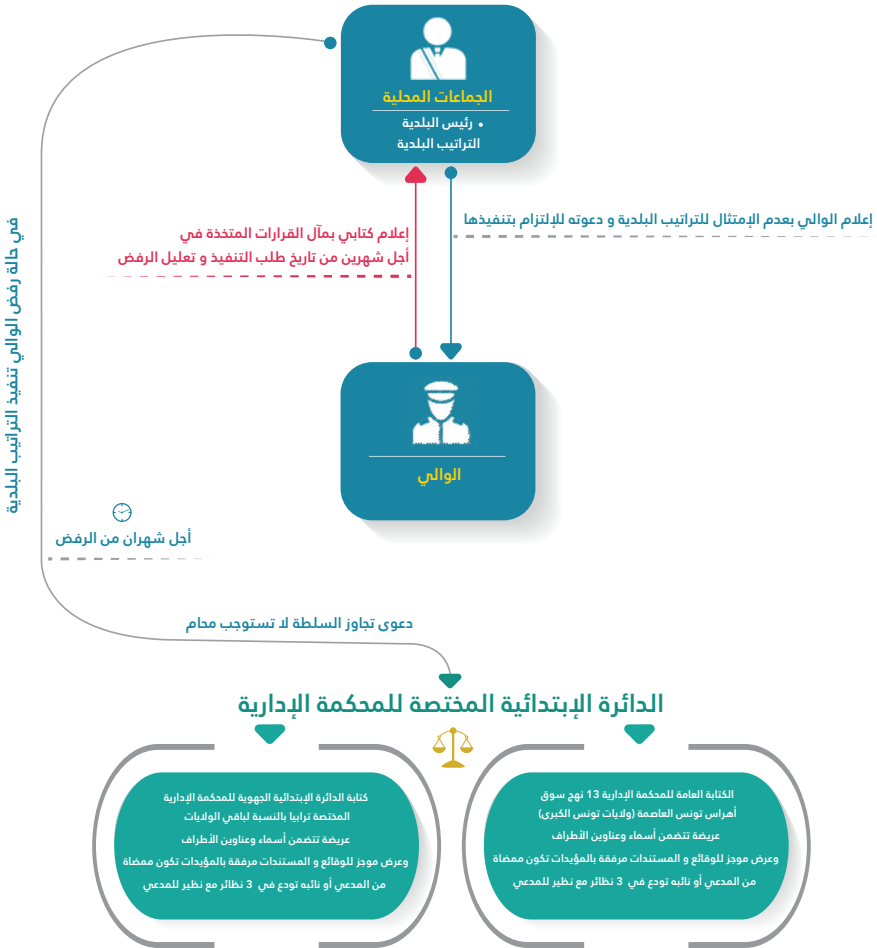 الجماعات المحلية
• رئيس البلدية
التراتيب البلدية
إعلام الوالي بعدم الإمتثال للتراتيب البلدية و دعوته للإلتزام بتنفيذها
إعلام كتابي بمآل القرارات المتخذة في
أجل شهرين من تاريخ طلب التنفيذ و تعليل الرفض
في حالة رفض الوالي تنفيذ التراتيب البلدية
الوالي
أجل شهران من الرفض
دعوى تجاوز السلطة لا تستوجب محام
الدائرة الإبتدائية المختصة للمحكمة الإدارية
الكتابة العامة للمحكمة الإدارية 13 نهج سوق
أهراس تونس العاصمة (ولايات تونس الكبرى)
عريضة تتضمن أسماء وعناوين الأطراف
وعرض موجز للوقائع و المستندات مرفقة بالمؤيدات تكون ممضاة
من المدعي أو نائبه تودع في 3 نظائر مع نظير للمدعي
كتابة الدائرة الإبتدائية الجهوية للمحكمة الإدارية
المختصة ترابيا بالنسبة لباقي الولايات
عريضة تتضمن أسماء وعناوين الأطراف
وعرض موجز للوقائع و المستندات مرفقة بالمؤيدات تكون ممضاة
من المدعي أو نائبه تودع في 3 نظائر مع نظير للمدعي